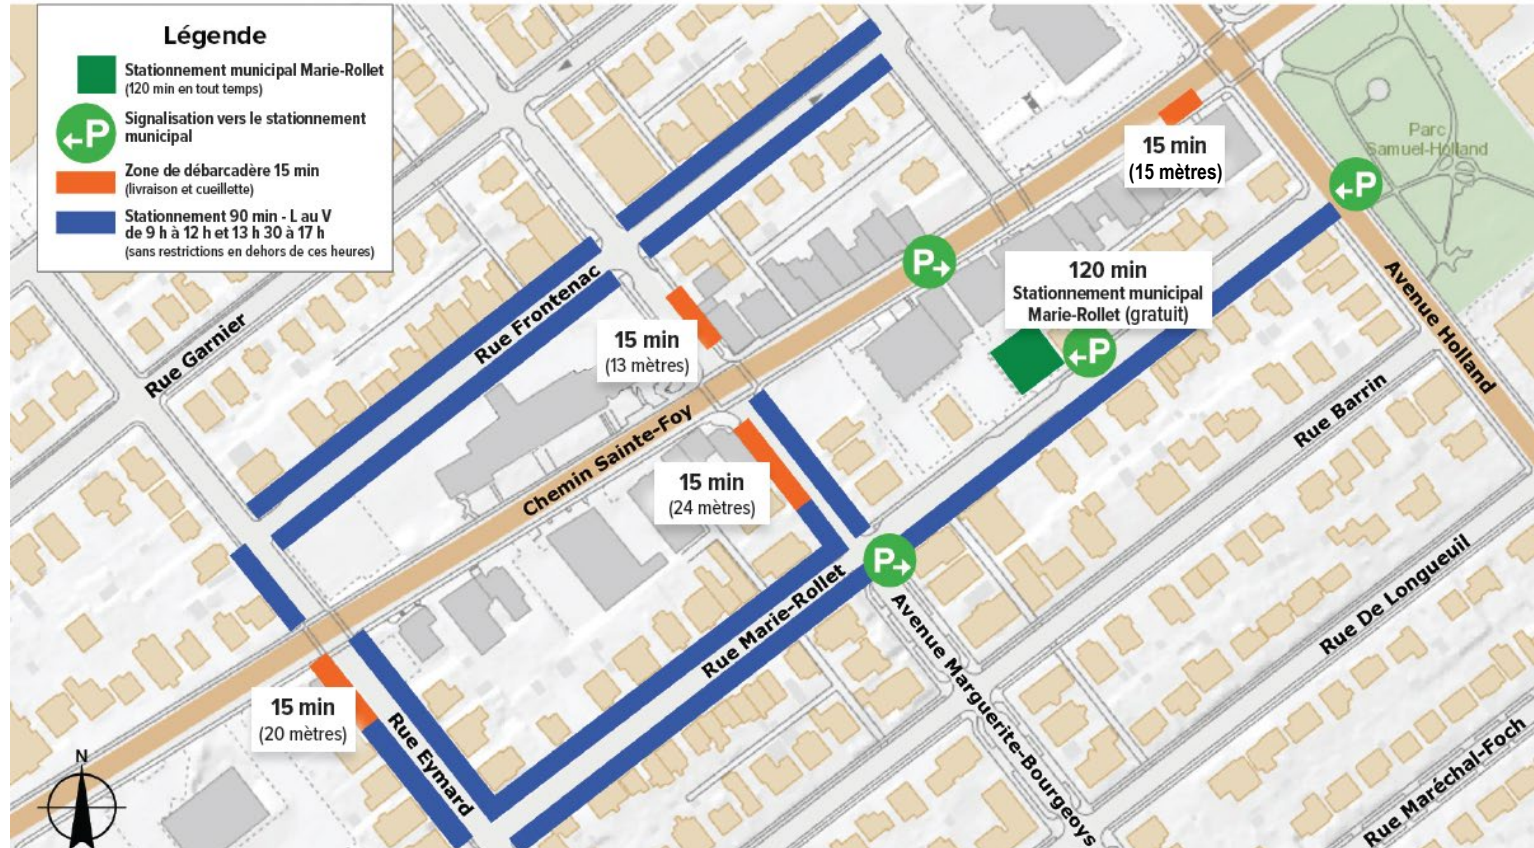 Légende
Stationnement municipal Marie-Rollet
(120 min en tout temps)
←P
Signalisation vers le stationnement
municipal
Zone de débarcadère 15 min
(livraison et cueillette)
Stationnement 90 min - L au V
de 9 h à 12 h et 13 h 30 à 17 h
(sans restrictions en dehors de ces heures)
15 min
(15 mètres)
Parc
Samuel-Holland
←P
P→
120 min
Stationnement municipal
Marie-Rollet (gratuit)
←P
Avenue Holland
Rue Garnier
Rue Frontenac
15 min
(13 mètres)
Chemin Sainte-Foy
15 min
(24 mètres)
Rue Barrin
P→
Rue De Longueuil
Rue Marie-Rollet
Avenue Marguerite-Bourgeoys
15 min
(20 mètres)
Rue Eymard
Rue Maréchal-Foch
N